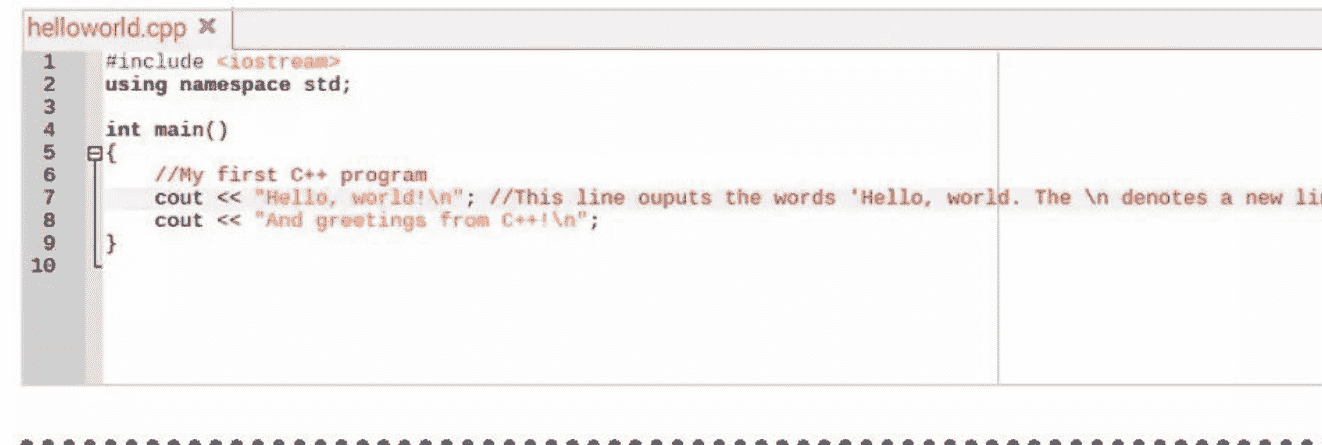 helloworld.cpp ✕
1 #include <iostream>
2 using namespace std;
3
4 int main()
5 {
6 //My first C++ program
7 cout << "Hello, world!\n"; //This line ouputs the words 'Hello, world. The \n denotes a new
8 cout << "And greetings from C++!\n";
9 }
10